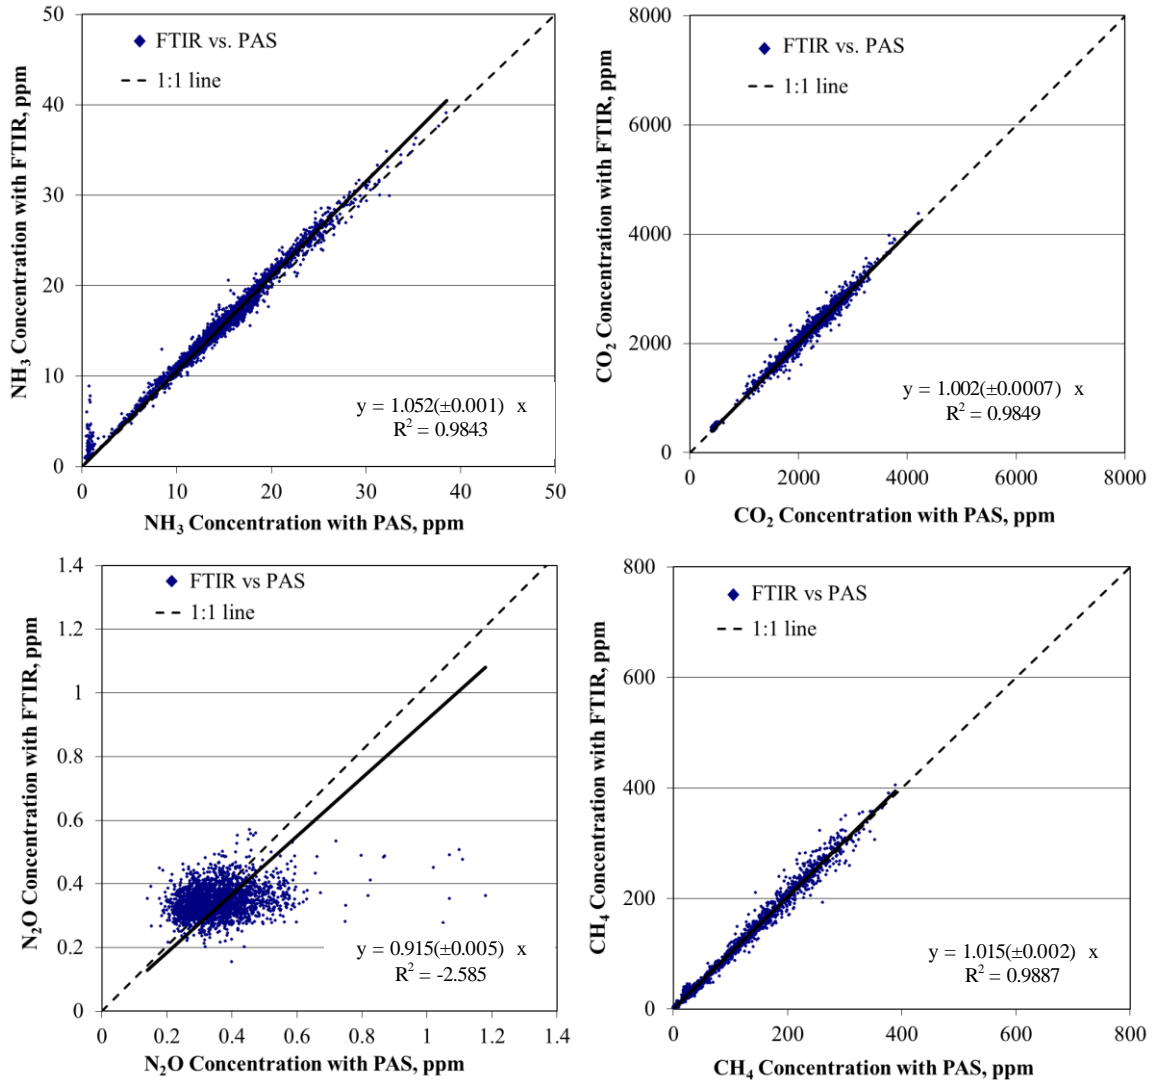 NH₃ Concentration with FTIR, ppm
50
40
30
20
10
0
FTIR vs. PAS
1:1 line
y = 1.052(±0.001) x
R² = 0.9843
0 10 20 30 40 50
NH₃ Concentration with PAS, ppm
CO₂ Concentration with FTIR, ppm
8000
6000
4000
2000
0
FTIR vs. PAS
1:1 line
y = 1.002(±0.0007) x
R² = 0.9849
0 2000 4000 6000 8000
CO₂ Concentration with PAS, ppm
N₂O Concentration with FTIR, ppm
1.4
1.2
1
0.8
0.6
0.4
0.2
0
FTIR vs PAS
1:1 line
y = 0.915(±0.005) x
R² = -2.585
0 0.2 0.4 0.6 0.8 1 1.2 1.4
N₂O Concentration with PAS, ppm
CH₄ Concentration with FTIR, ppm
800
600
400
200
0
FTIR vs PAS
1:1 line
y = 1.015(±0.002) x
R² = 0.9887
0 200 400 600 800
CH₄ Concentration with PAS, ppm